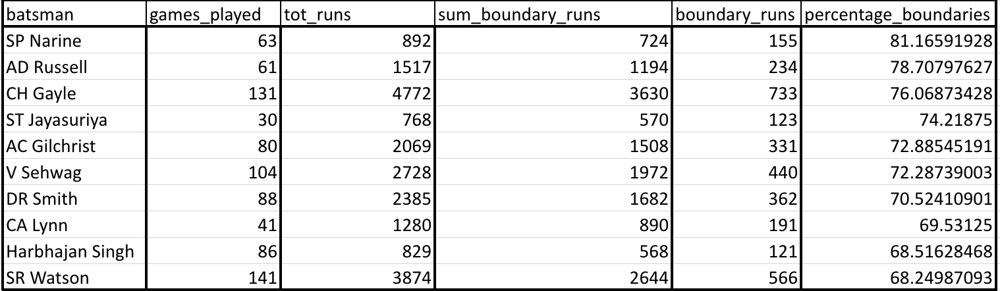 batsman games_played tot_runs sum_boundary_runs boundary_runs percentage_boundaries
SP Narine 63 892 724 155 81.16591928
AD Russell 61 1517 1194 234 78.70797627
CH Gayle 131 4772 3630 733 76.06873428
ST Jayasuriya 30 768 570 123 74.21875
AC Gilchrist 80 2069 1508 331 72.88545191
V Sehwag 104 2728 1972 440 72.28739003
DR Smith 88 2385 1682 362 70.52410901
CA Lynn 41 1280 890 191 69.53125
Harbhajan Singh 86 829 568 121 68.51628468
SR Watson 141 3874 2644 566 68.24987093